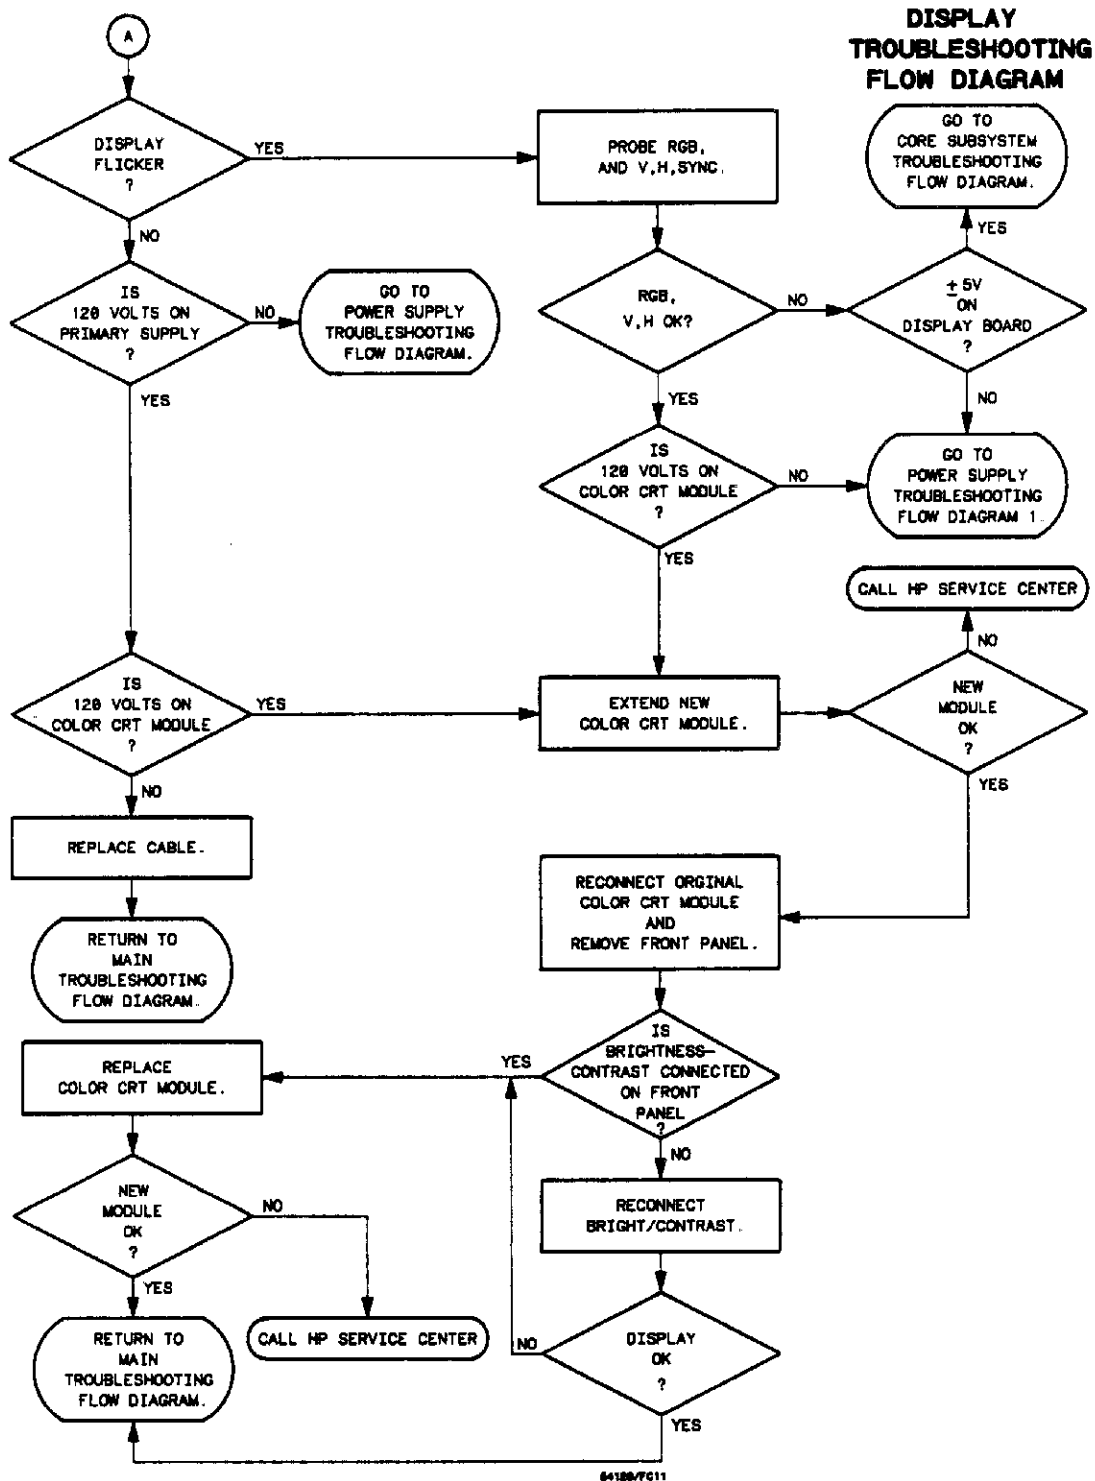 DISPLAY
TROUBLESHOOTING
FLOW DIAGRAM
A
DISPLAY
FLICKER
?
YES
NO
PROBE RGB,
AND V,H,SYNC.
GO TO
CORE SUBSYSTEM
TROUBLESHOOTING
FLOW DIAGRAM.
YES
IS
120 VOLTS ON
PRIMARY SUPPLY
?
NO
YES
GO TO
POWER SUPPLY
TROUBLESHOOTING
FLOW DIAGRAM.
RGB,
V,H OK?
NO
YES
± 5V
ON
DISPLAY BOARD
?
NO
IS
120 VOLTS ON
COLOR CRT MODULE
?
NO
YES
GO TO
POWER SUPPLY
TROUBLESHOOTING
FLOW DIAGRAM 1.
CALL HP SERVICE CENTER
NO
IS
120 VOLTS ON
COLOR CRT MODULE
?
YES
NO
EXTEND NEW
COLOR CRT MODULE.
NEW
MODULE
OK
?
YES
REPLACE CABLE.
RETURN TO
MAIN
TROUBLESHOOTING
FLOW DIAGRAM.
RECONNECT ORGINAL
COLOR CRT MODULE
AND
REMOVE FRONT PANEL.
IS
BRIGHTNESS-
CONTRAST CONNECTED
ON FRONT
PANEL
?
YES
NO
REPLACE
COLOR CRT MODULE.
NEW
MODULE
OK
?
NO
YES
RECONNECT
BRIGHT/CONTRAST.
CALL HP SERVICE CENTER
DISPLAY
OK
?
NO
YES
RETURN TO
MAIN
TROUBLESHOOTING
FLOW DIAGRAM.